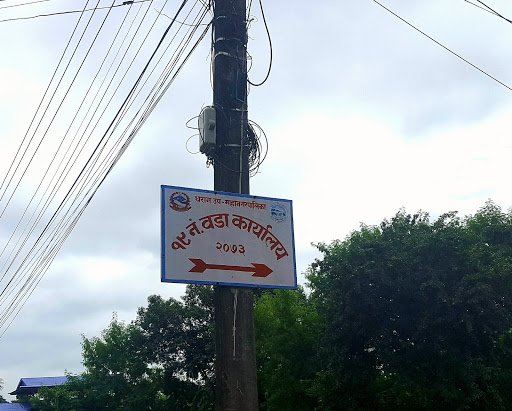 धरान उप-महानगरपालिका
१९ नं. वडा कार्यालय
२०७३